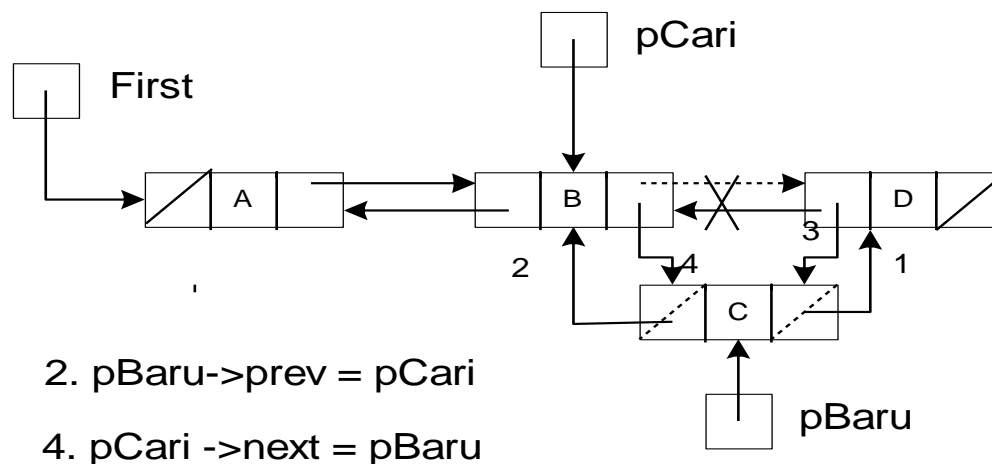 pCari
First
A
B
D
3
2
4
1
C
2. pBaru->prev = pCari
pBaru
4. pCari ->next = pBaru